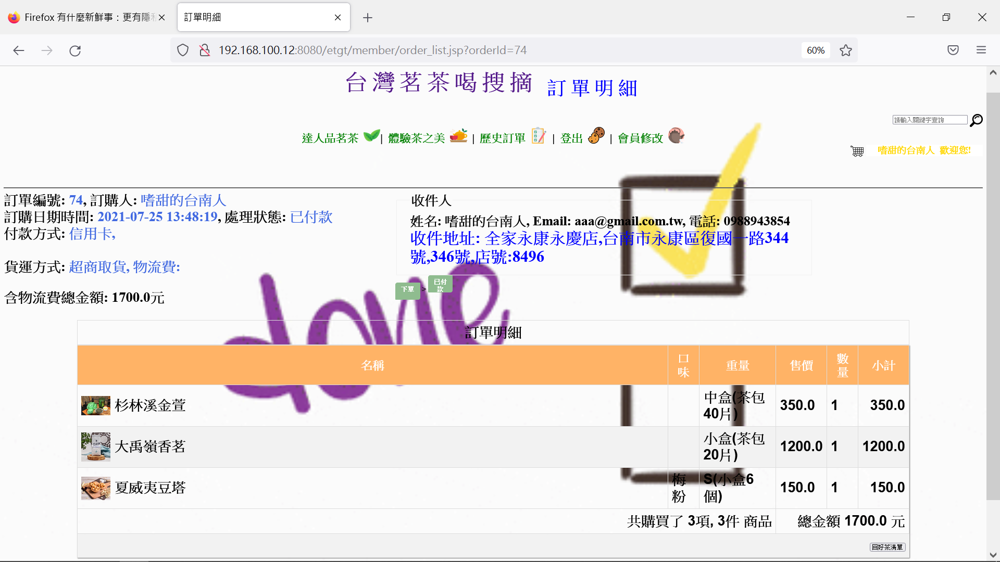 Firefox 有什麼新鮮事：更有隱
訂單明細
192.168.100.12:8080/etgt/member/order_list.jsp?orderId=74
60%
台灣茗茶喝搜摘 訂單明細
請輸入關鍵字查詢
達人品茗茶 | 體驗茶之美 | 歷史訂單 | 登出 | 會員修改
嗜甜的台南人 歡迎您!
訂單編號: 74, 訂購人: 嗜甜的台南人
訂購日期時間: 2021-07-25 13:48:19, 處理狀態: 已付款
付款方式: 信用卡,
貨運方式: 超商取貨, 物流費:
含物流費總金額: 1700.0元
收件人
姓名: 嗜甜的台南人, Email: aaa@gmail.com.tw, 電話: 0988943854
收件地址: 全家永康永慶店,台南市永康區復國一路344
號,346號,店號:8496
下單 > 已付
款
done
訂單明細
名稱 口味 重量 售價 數量 小計
杉林溪金萱 中盒(茶包40片) 350.0 1 350.0
大禹嶺香茗 小盒(茶包20片) 1200.0 1 1200.0
夏威夷豆塔 梅粉 S(小盒6個) 150.0 1 150.0
共購買了 3項, 3件 商品 總金額 1700.0 元
回好茶清單